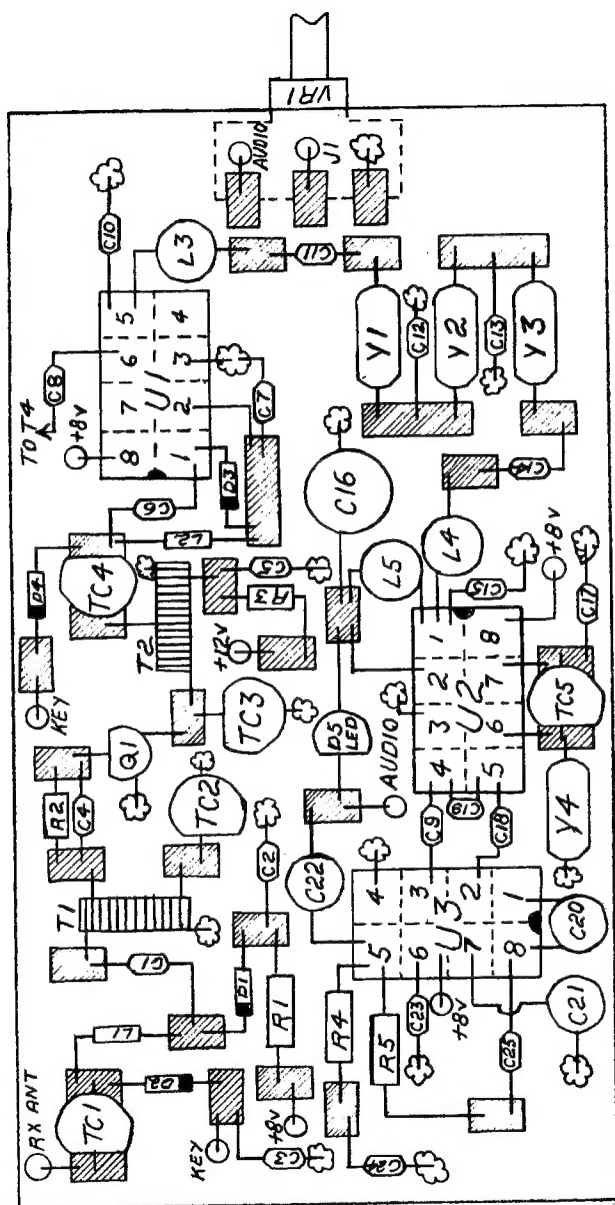 VR1
AUDIO
J1
C10
L3
C11
5
4
6
3
7
U1
2
8
1
C8
TO T4
+8V
C7
C6
D3
L2
Y1
C12
Y2
C13
Y3
C14
C16
L4
L5
C15
+8V
C17
D4
TC4
T2
C5
R3
+12V
KEY
TC3
Q1
R2
C4
TC2
T1
C2
D5
LED
AUDIO
1
8
2
7
3
U2
6
4
5
TC5
C9
C19
C18
Y4
C22
4
3
2
1
5
6
U3
7
8
C20
C21
C1
D1
R1
L1
R4
R5
C23
+8V
C25
RX ANT
TC1
D2
KEY
C3
+8V
C24